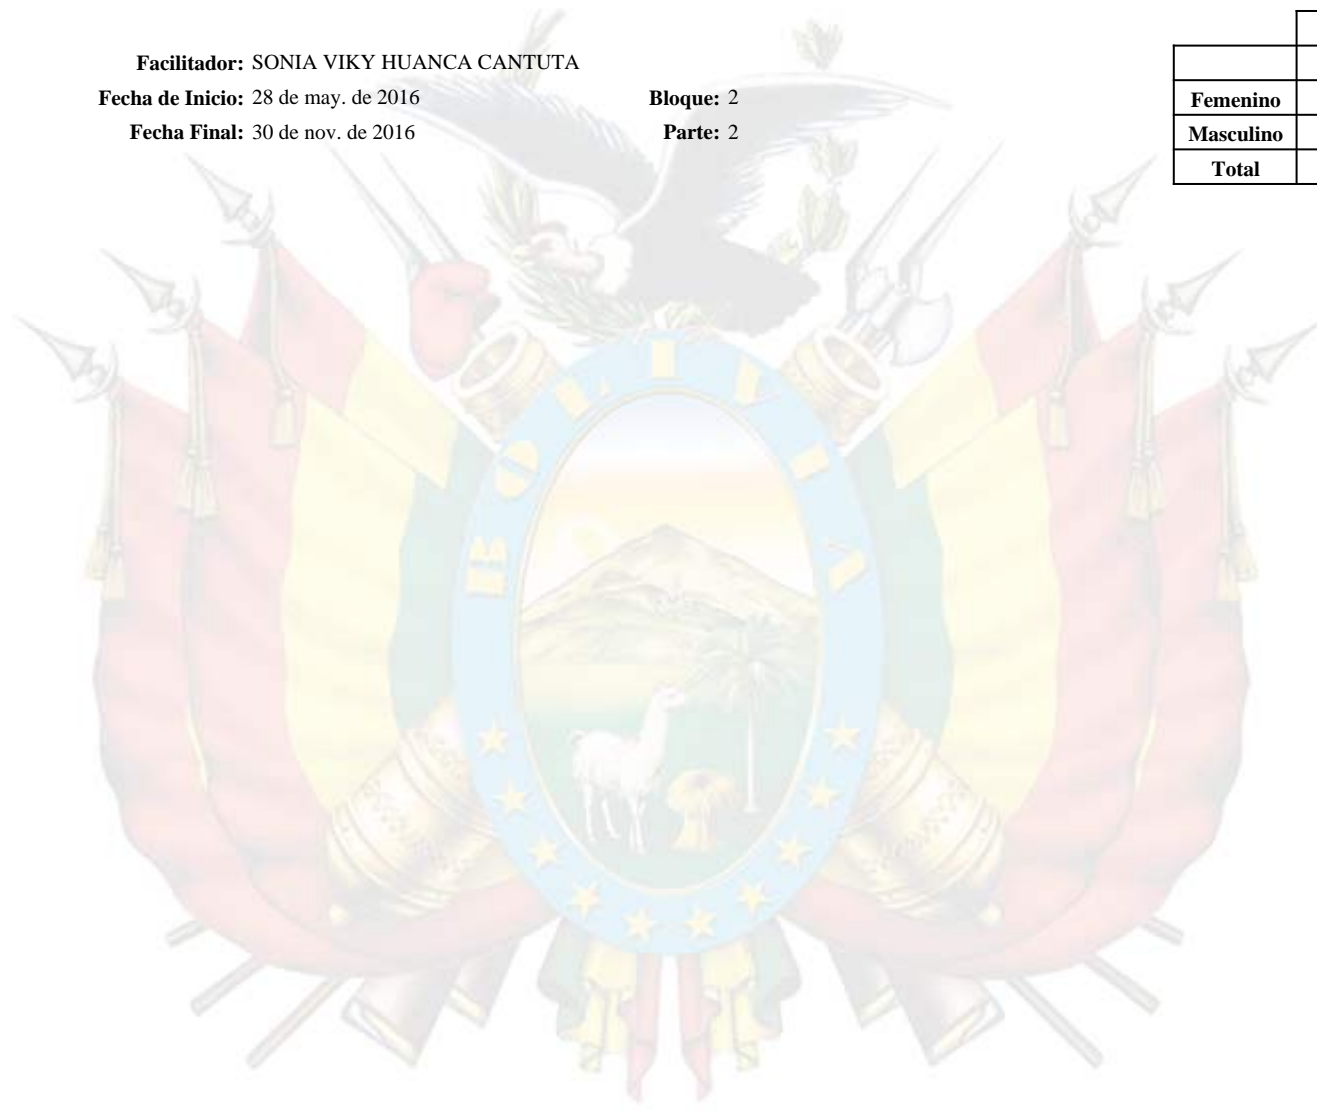 Facilitador: SONIA VIKY HUANCA CANTUTA
Fecha de Inicio: 28 de may. de 2016 Bloque: 2
Fecha Final: 30 de nov. de 2016 Parte: 2
Femenino
Masculino
Total
BOLIVIA